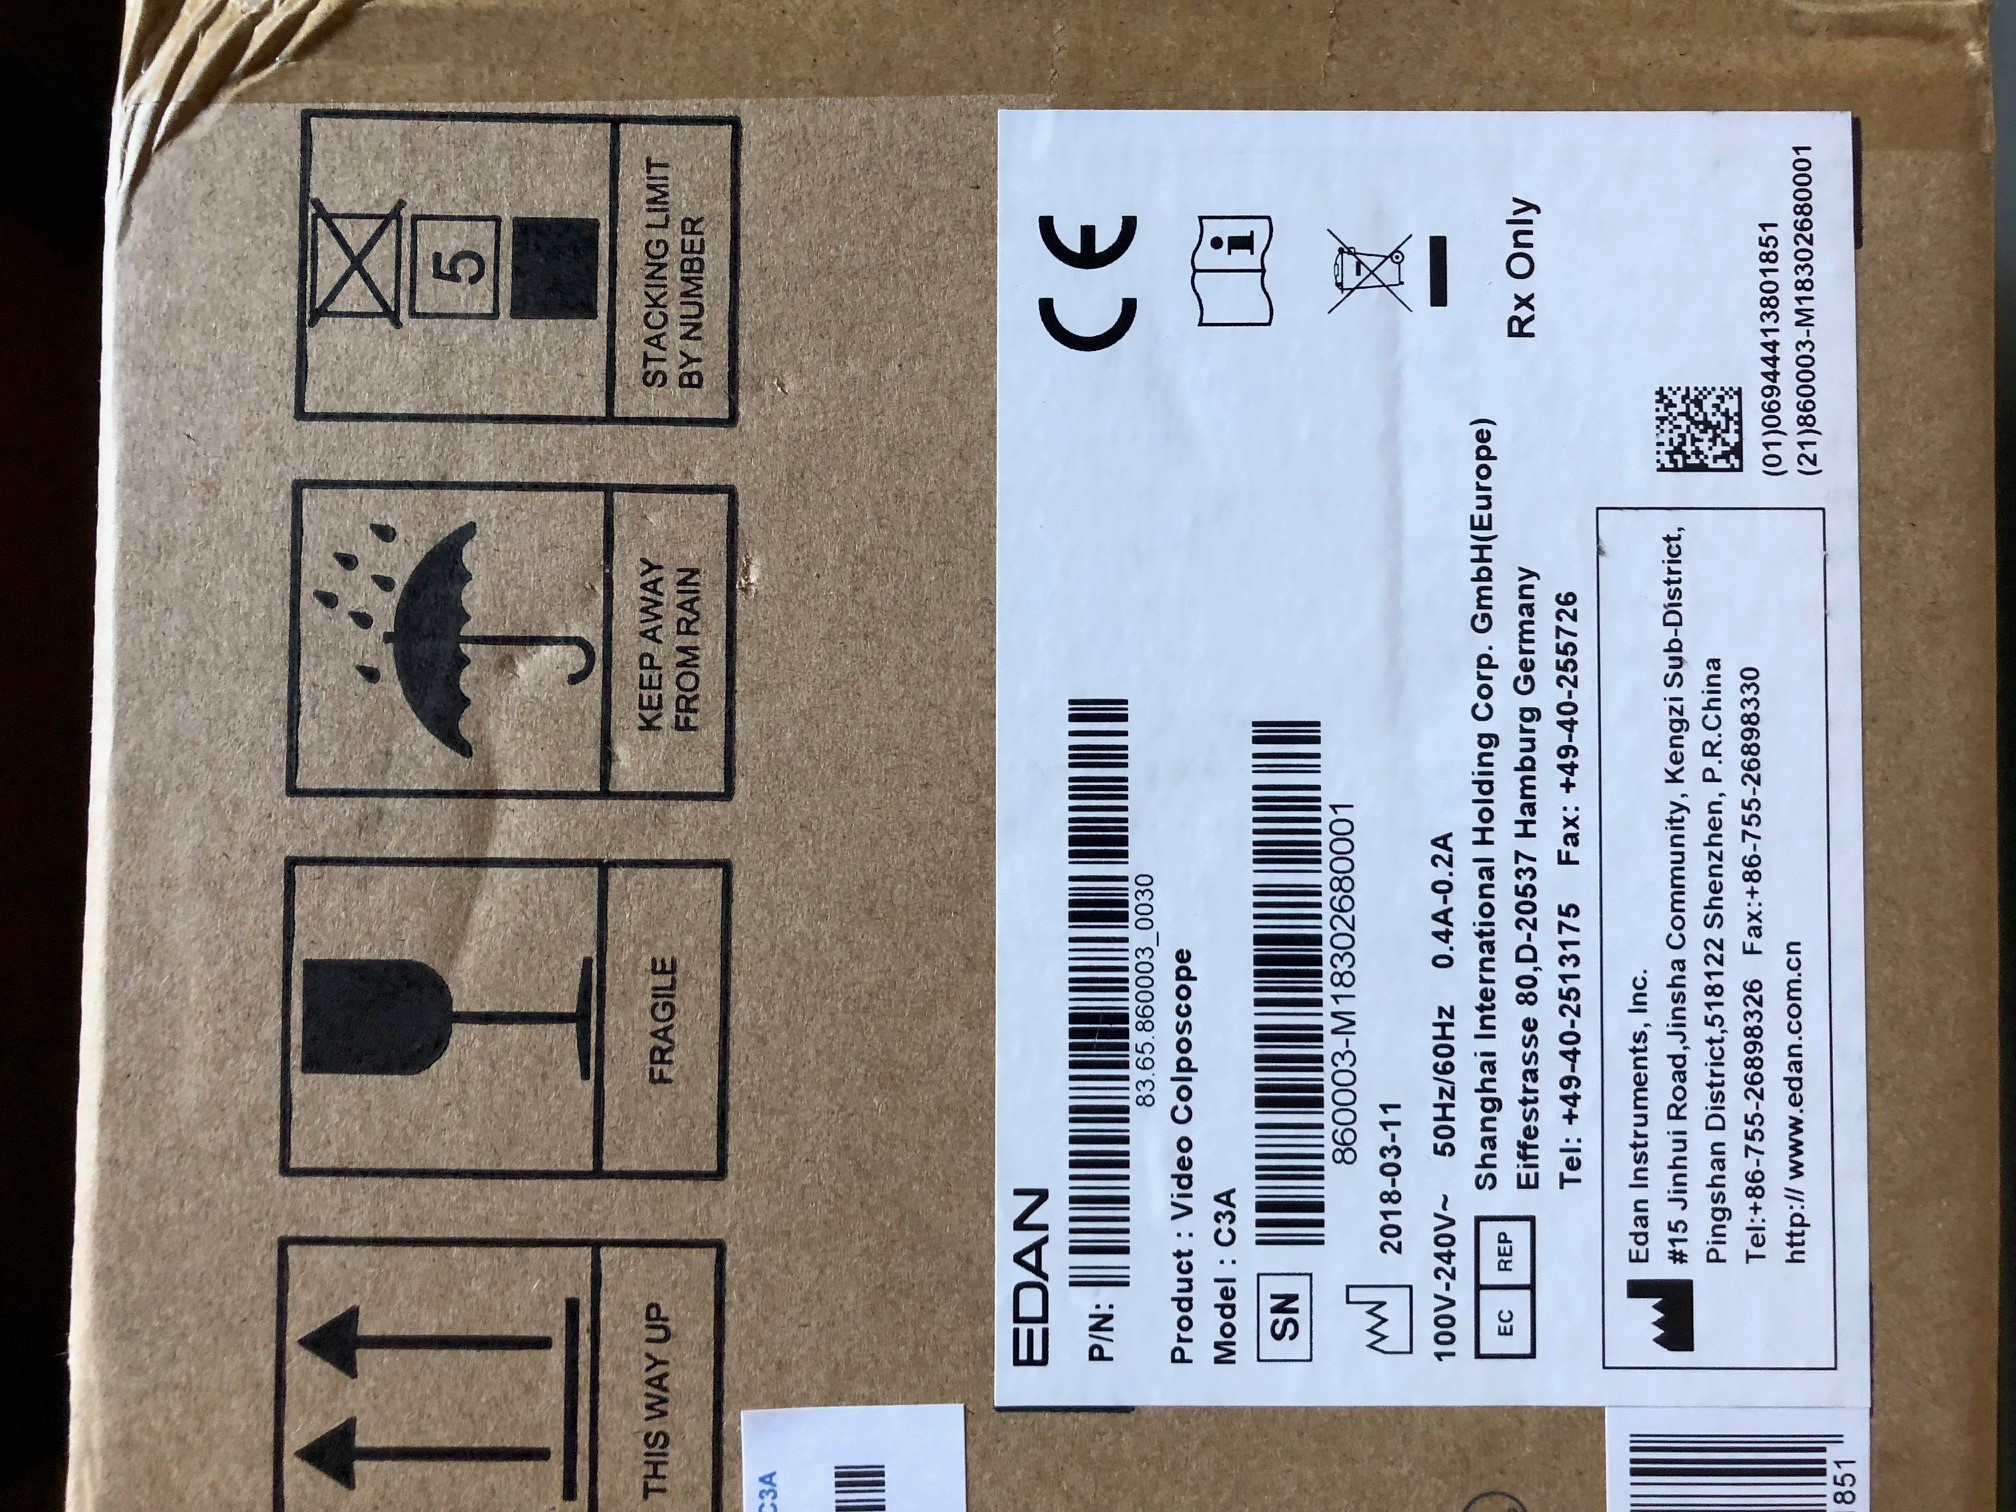 THIS WAY UP
FRAGILE
KEEP AWAY
FROM RAIN
5
STACKING LIMIT
BY NUMBER
C3A
EDAN
P/N:
83.65.860003_0030
Product : Video Colposcope
Model : C3A
SN
860003-M18302680001
2018-03-11
100V-240V~ 50Hz/60Hz 0.4A-0.2A
EC REP
Shanghai International Holding Corp. GmbH(Europe)
Eiffestrasse 80,D-20537 Hamburg Germany
Tel: +49-40-2513175 Fax: +49-40-255726
CE
i
Rx Only
Edan Instruments, Inc.
#15 Jinhui Road,Jinsha Community, Kengzi Sub-District,
Pingshan District,518122 Shenzhen, P.R.China
Tel:+86-755-26898326 Fax:+86-755-26898330
http:// www.edan.com.cn
(01)06944413801851
(21)860003-M18302680001
851